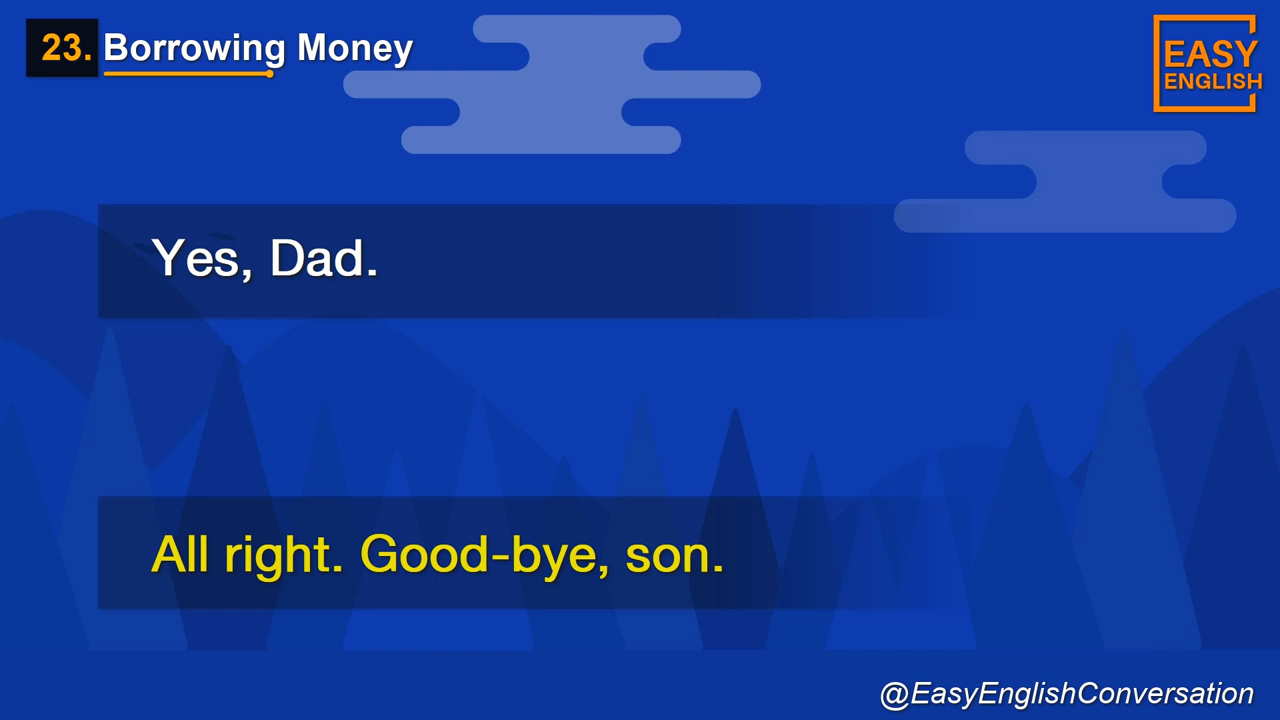 23. Borrowing Money
EASY
ENGLISH
Yes, Dad.
All right. Good-bye, son.
@EasyEnglishConversation